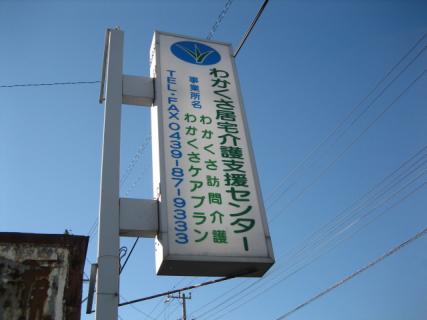 わかくさ居宅介護支援センター
事業所名
わかくさ訪問介護
わかくさケアプラン
TEL・FAX 0439-87-9333